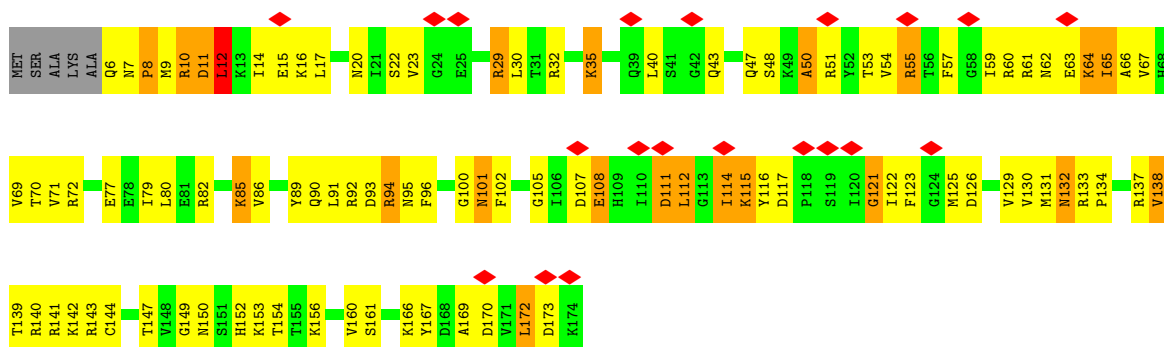 MET SER ALA LYS ALA Q6 N7 P8 M9 R10 D11 L12 K13 I14 E15 K16 L17 N20 I21 S22 V23 G24 E25 R29 L30 T31 R32 K35 Q39 L40 S41 G42 Q43 Q47 S48 K49 A50 R51 Y52 T53 V54 R55 T56 F57 G58 I59 R60 R61 N62 E63 K64 I65 A66 V67 H68
V69 T70 V71 R72 E77 E78 I79 L80 E81 R82 K85 V86 Y89 Q90 L91 R92 D93 R94 N95 F96 G100 N101 F102 G105 I106 D107 E108 H109 I110 D111 L112 G113 I114 K115 Y116 D117 P118 S119 I120 G121 I122 F123 G124 M125 D126 V129 V130 M131 N132 R133 P134 R137 V138
T139 R140 R141 K142 R143 C144 T147 V148 G149 N150 S151 H152 K153 T154 T155 K156 V160 S161 K166 Y167 D168 A169 D170 V171 L172 D173 K174